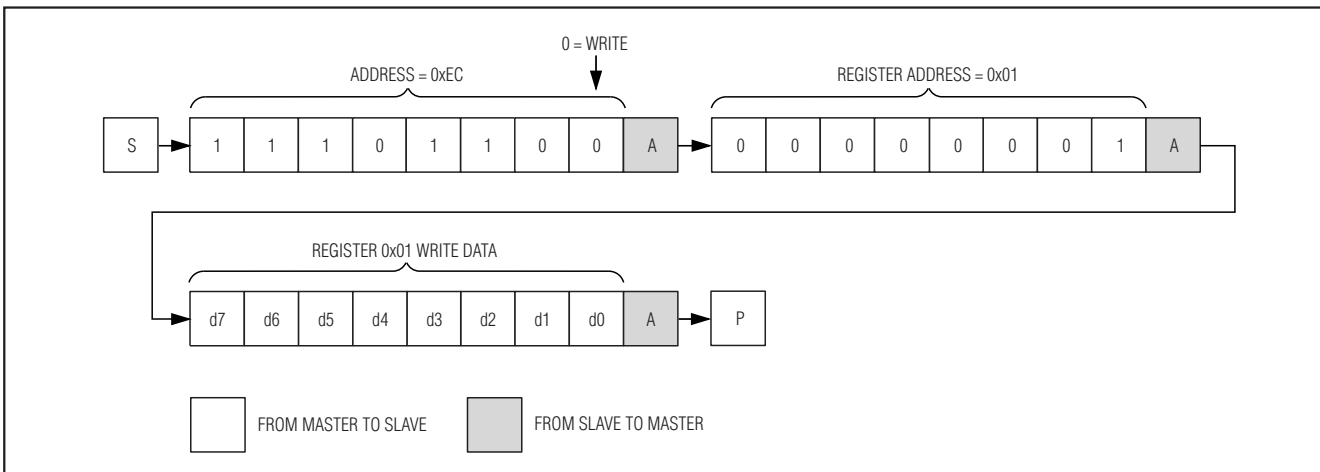 0 = WRITE
ADDRESS = 0xEC
REGISTER ADDRESS = 0x01
S 1 1 1 0 1 1 0 0 A 0 0 0 0 0 0 0 1 A
REGISTER 0x01 WRITE DATA
d7 d6 d5 d4 d3 d2 d1 d0 A P
FROM MASTER TO SLAVE
FROM SLAVE TO MASTER